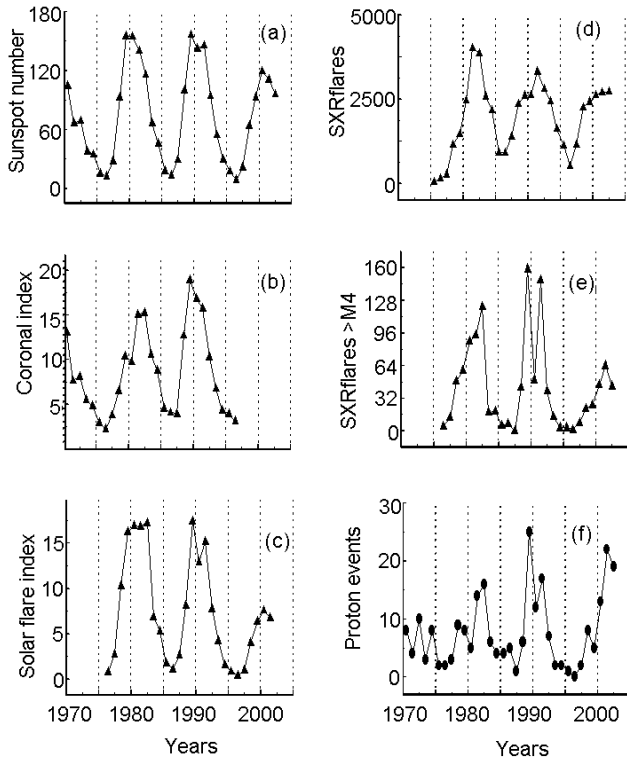 180
120
60
0
Sunspot number
(a)
20
15
10
5
Coronal index
(b)
15
10
5
0
Solar flare index
(c)
1970 1980 1990 2000
Years
5000
2500
0
SXRflares
(d)
160
128
96
64
32
0
SXRflares >M4
(e)
30
20
10
0
Proton events
(f)
1970 1980 1990 2000
Years